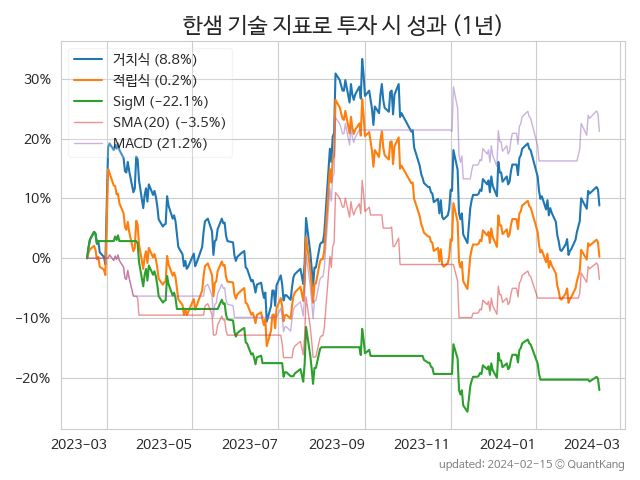 한샘 기술 지표로 투자 시 성과 (1년)
거치식 (8.8%)
적립식 (0.2%)
SigM (−22.1%)
SMA(20) (−3.5%)
MACD (21.2%)
30%
20%
10%
0%
−10%
−20%
2023-03 2023-05 2023-07 2023-09 2023-11 2024-01 2024-03
updated: 2024-02-15 ⓒ QuantKang